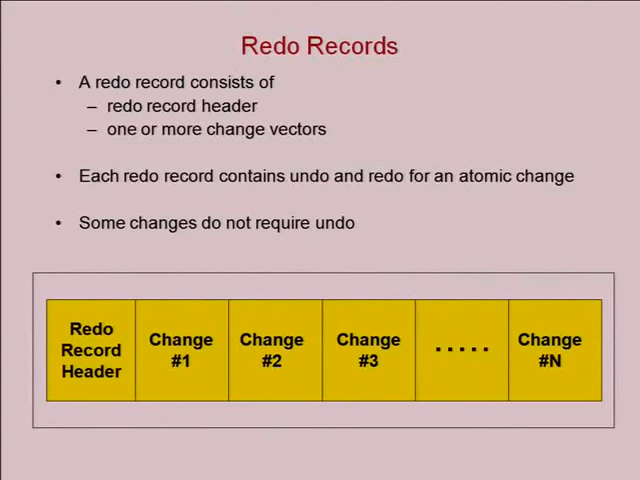 Redo Records
• A redo record consists of
– redo record header
– one or more change vectors
• Each redo record contains undo and redo for an atomic change
• Some changes do not require undo
Redo Record Header
Change #1
Change #2
Change #3
. . . . .
Change #N